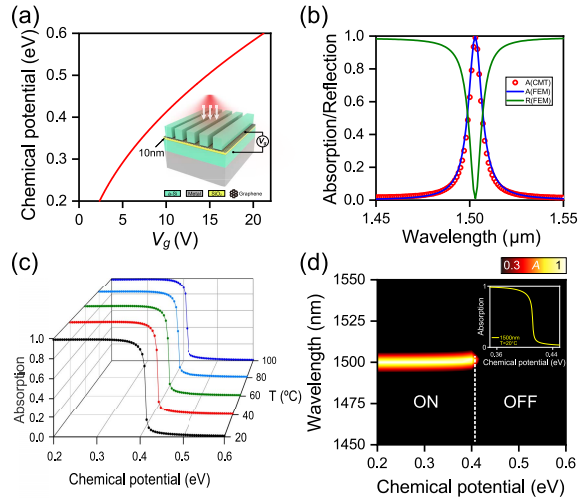 (a)
Chemical potential (eV)
0.6
0.5
0.4
0.3
0.2
0 5 10 15 20
Vg (V)
10nm
Vg
a-Si Metal SiO₂ Graphene
(b)
Absorption/Reflection
1.0
0.8
0.6
0.4
0.2
0.0
1.45 1.50 1.55
Wavelength (μm)
A(CMT)
A(FEM)
R(FEM)
(c)
Absorption
1.0
0.8
0.6
0.4
0.2
0.0
0.2 0.3 0.4 0.5 0.6
Chemical potential (eV)
100
80
60
40
20
T (ºC)
(d)
0.3 A 1
Wavelength (nm)
1550
1525
1500
1475
1450
0.2 0.3 0.4 0.5 0.6
Chemical potential (eV)
ON OFF
Absorption
1
0
1500nm
T=20°C
0.36 0.44
Chemical potential (eV)